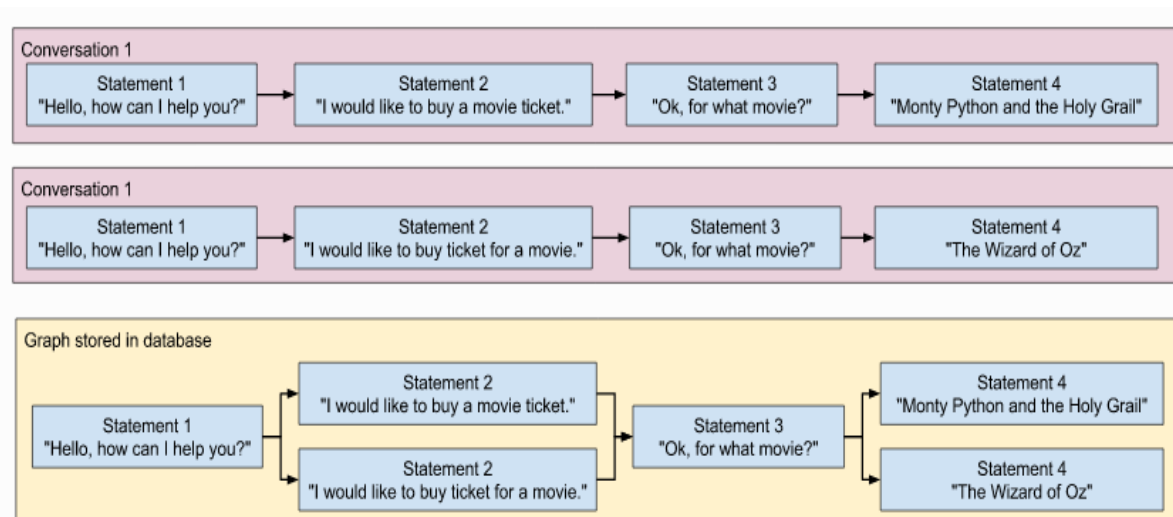 Conversation 1
Statement 1
"Hello, how can I help you?"
Statement 2
"I would like to buy a movie ticket."
Statement 3
"Ok, for what movie?"
Statement 4
"Monty Python and the Holy Grail"
Conversation 1
Statement 1
"Hello, how can I help you?"
Statement 2
"I would like to buy ticket for a movie."
Statement 3
"Ok, for what movie?"
Statement 4
"The Wizard of Oz"
Graph stored in database
Statement 1
"Hello, how can I help you?"
Statement 2
"I would like to buy a movie ticket."
Statement 2
"I would like to buy ticket for a movie."
Statement 3
"Ok, for what movie?"
Statement 4
"Monty Python and the Holy Grail"
Statement 4
"The Wizard of Oz"